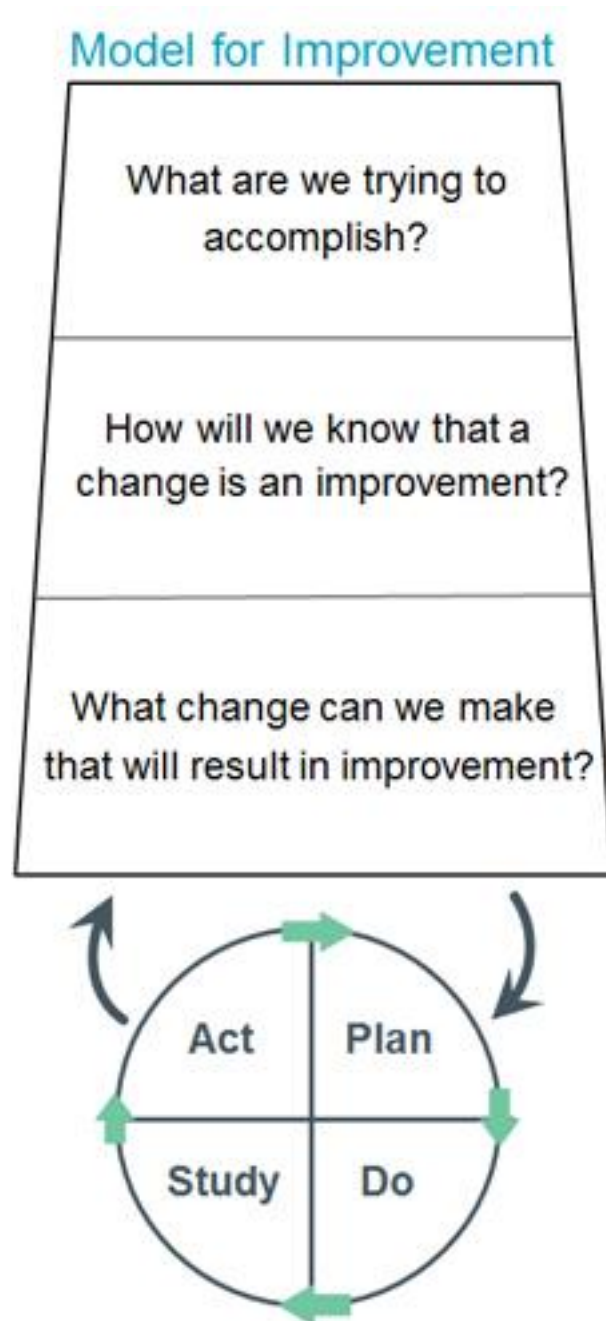 Model for Improvement
What are we trying to
accomplish?
How will we know that a
change is an improvement?
What change can we make
that will result in improvement?
Act
Plan
Study
Do